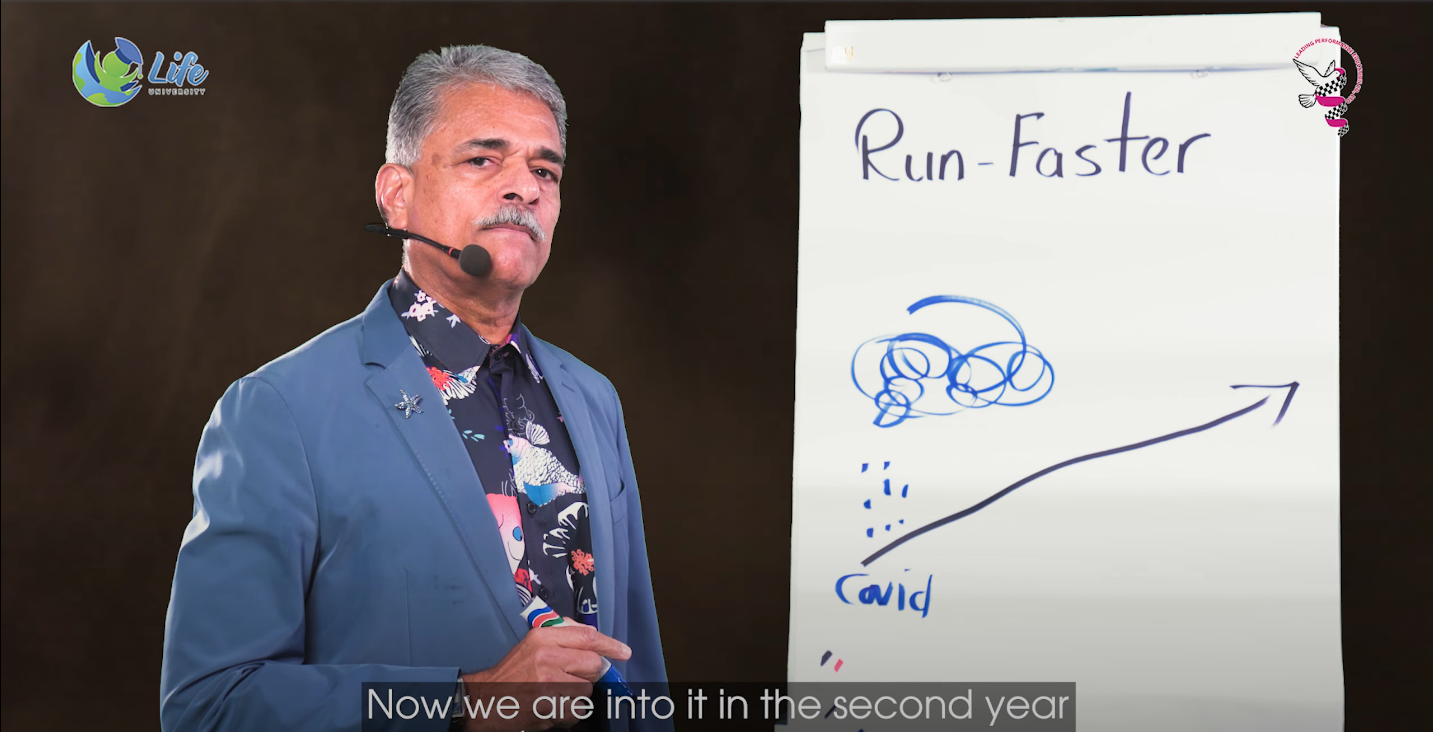 Life
UNIVERSITY
Run-Faster
Covid
Now we are into it in the second year